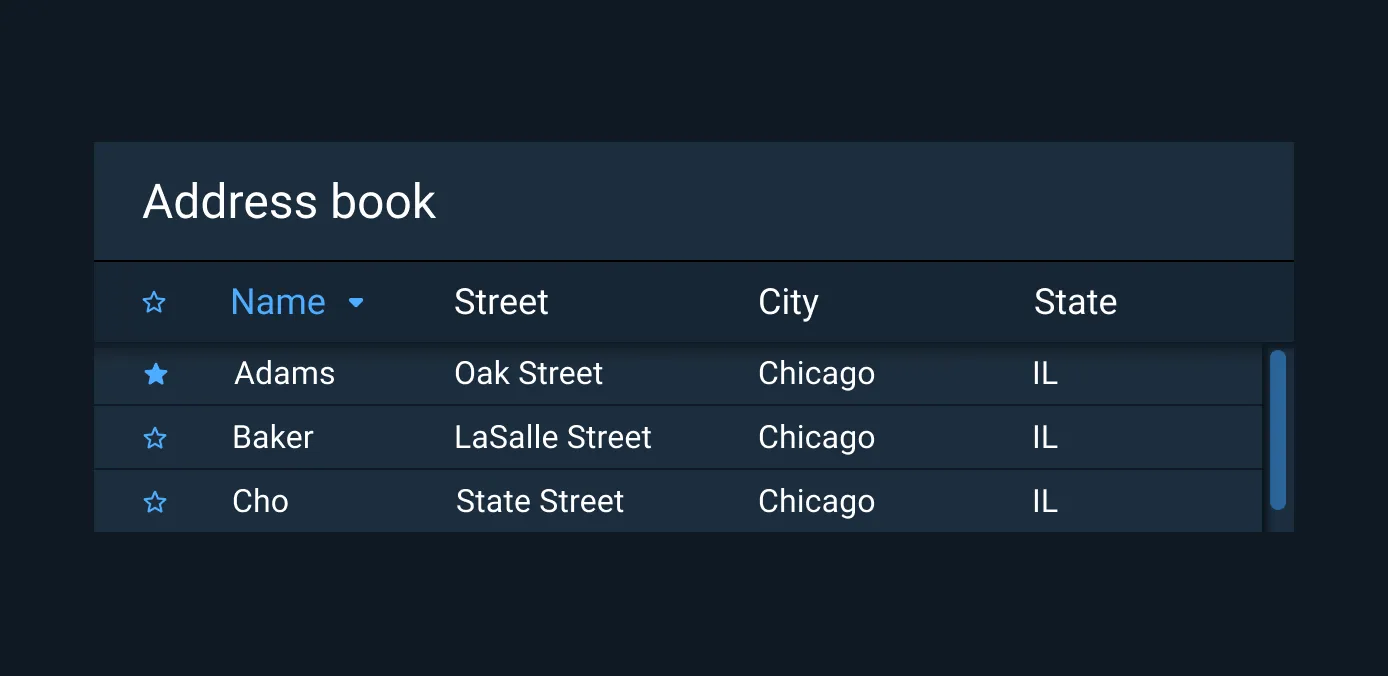 Address book
Name Street City State
Adams Oak Street Chicago IL
Baker LaSalle Street Chicago IL
Cho State Street Chicago IL